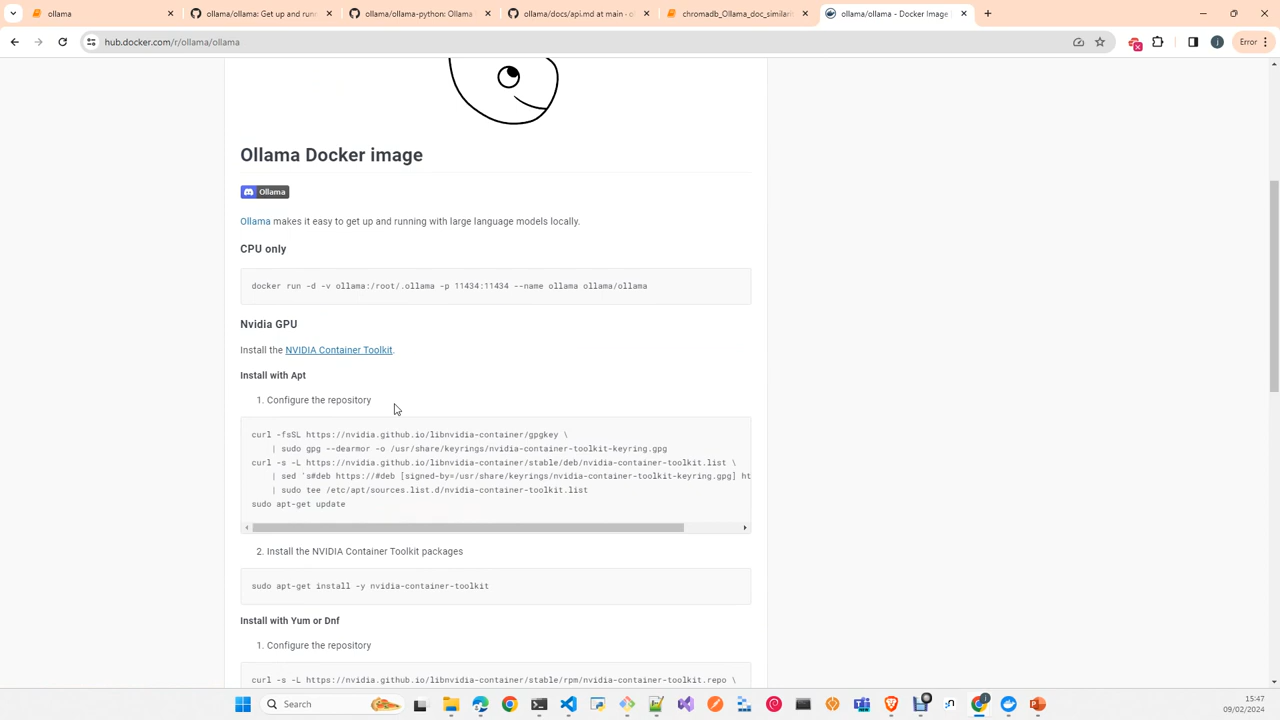 ollama
ollama/ollama: Get up and runn
ollama/ollama-python: Ollama
ollama/docs/api.md at main · o
chromadb_Ollama_doc_similari
ollama/ollama - Docker Image
hub.docker.com/r/ollama/ollama
Error
Ollama Docker image
Ollama
Ollama makes it easy to get up and running with large language models locally.
CPU only
docker run -d -v ollama:/root/.ollama -p 11434:11434 --name ollama ollama/ollama
Nvidia GPU
Install the NVIDIA Container Toolkit.
Install with Apt
1. Configure the repository
curl -fsSL https://nvidia.github.io/libnvidia-container/gpgkey \
| sudo gpg --dearmor -o /usr/share/keyrings/nvidia-container-toolkit-keyring.gpg
curl -s -L https://nvidia.github.io/libnvidia-container/stable/deb/nvidia-container-toolkit.list \
| sed 's#deb https://#deb [signed-by=/usr/share/keyrings/nvidia-container-toolkit-keyring.gpg] ht
| sudo tee /etc/apt/sources.list.d/nvidia-container-toolkit.list
sudo apt-get update
2. Install the NVIDIA Container Toolkit packages
sudo apt-get install -y nvidia-container-toolkit
Install with Yum or Dnf
1. Configure the repository
curl -s -L https://nvidia.github.io/libnvidia-container/stable/rpm/nvidia-container-toolkit.repo \
Search
15:47
09/02/2024